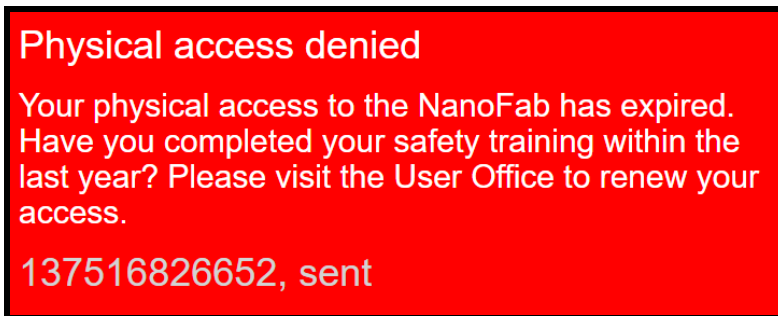 Physical access denied
Your physical access to the NanoFab has expired.
Have you completed your safety training within the
last year? Please visit the User Office to renew your
access.
137516826652, sent